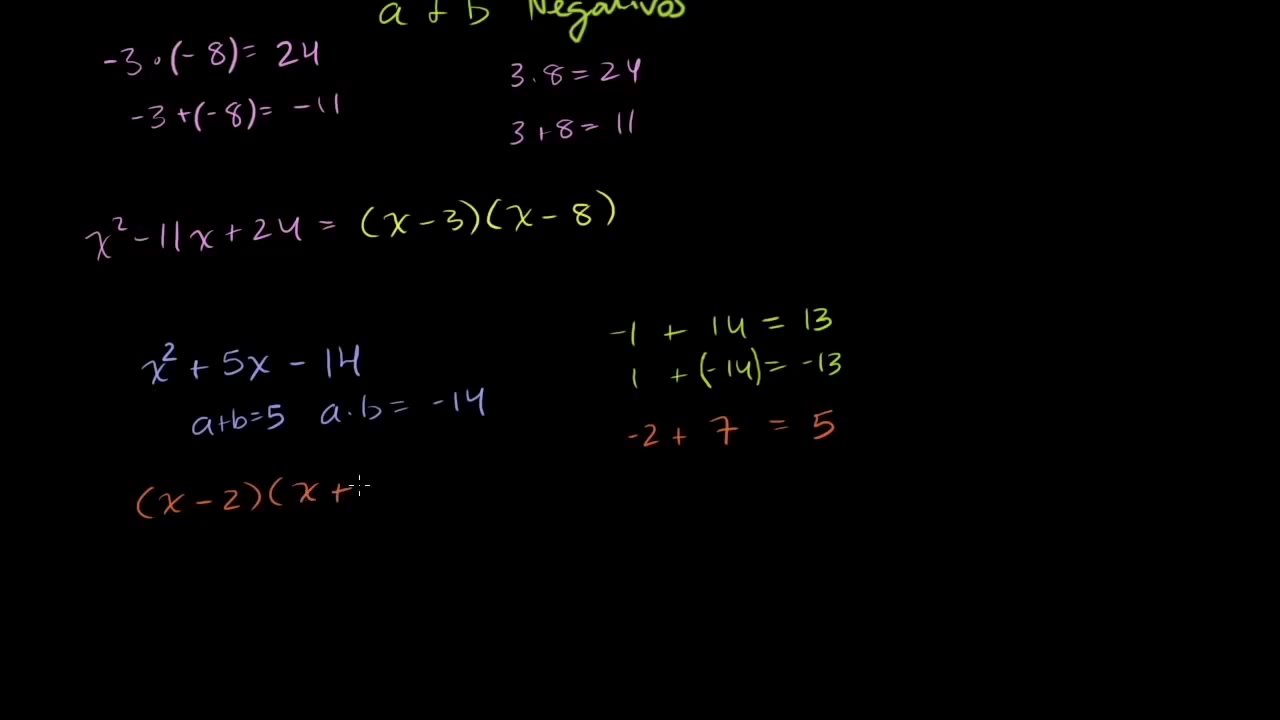 a & b Negativos
-3 · (-8) = 24
-3 + (-8) = -11
3 · 8 = 24
3 + 8 = 11
x² - 11x + 24 = (x - 3)(x - 8)
x² + 5x - 14
a+b=5 a·b = -14
(x - 2)(x +
-1 + 14 = 13
1 + (-14) = -13
-2 + 7 = 5